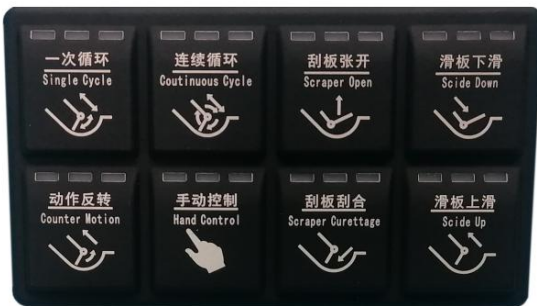 一次循环
Single Cycle
连续循环
Coutinuous Cycle
刮板张开
Scraper Open
滑板下滑
Scide Down
动作反转
Counter Motion
手动控制
Hand Control
刮板刮合
Scraper Curettage
滑板上滑
Scide Up